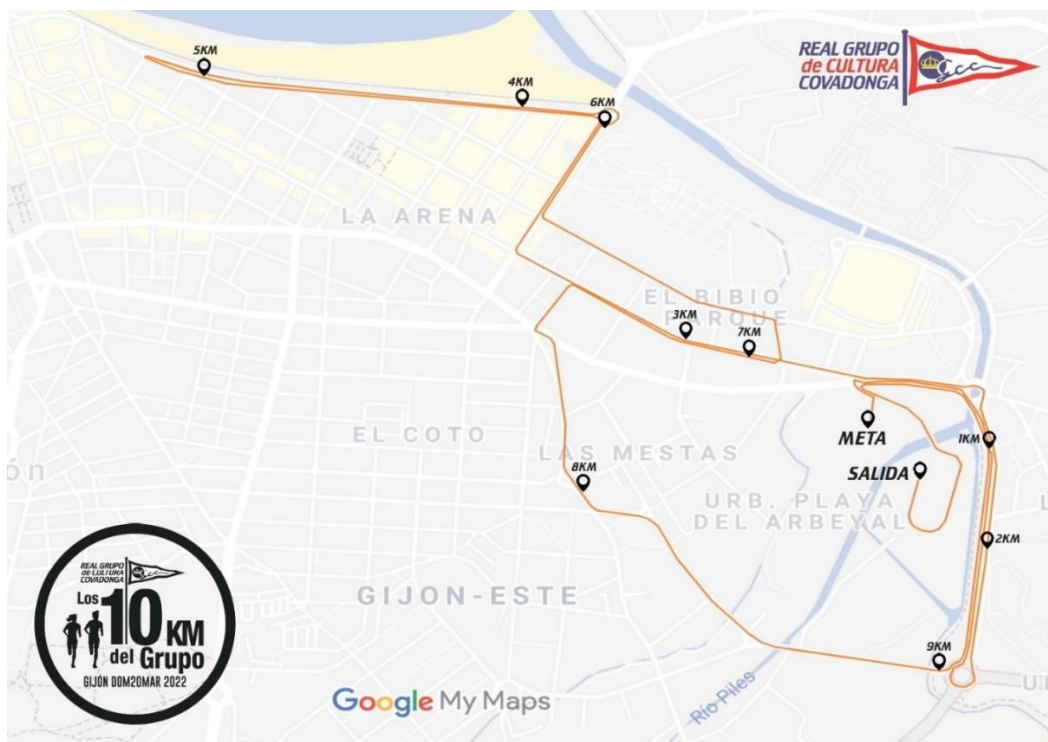 5KM
4KM
6KM
REAL GRUPO
de CULTURA
COVADONGA
gcc
LA ARENA
EL BIBIO
PARQUE
3KM
7KM
META
1KM
EL COTO
LAS MESTAS
SALIDA
8KM
URB. PLAYA
DEL ARBEYAL
2KM
GIJON-ESTE
9KM
Río Piles
REAL GRUPO
de CULTURA
COVADONGA
Los 10 KM
del Grupo
GIJÓN DOM20MAR 2022
Google My Maps